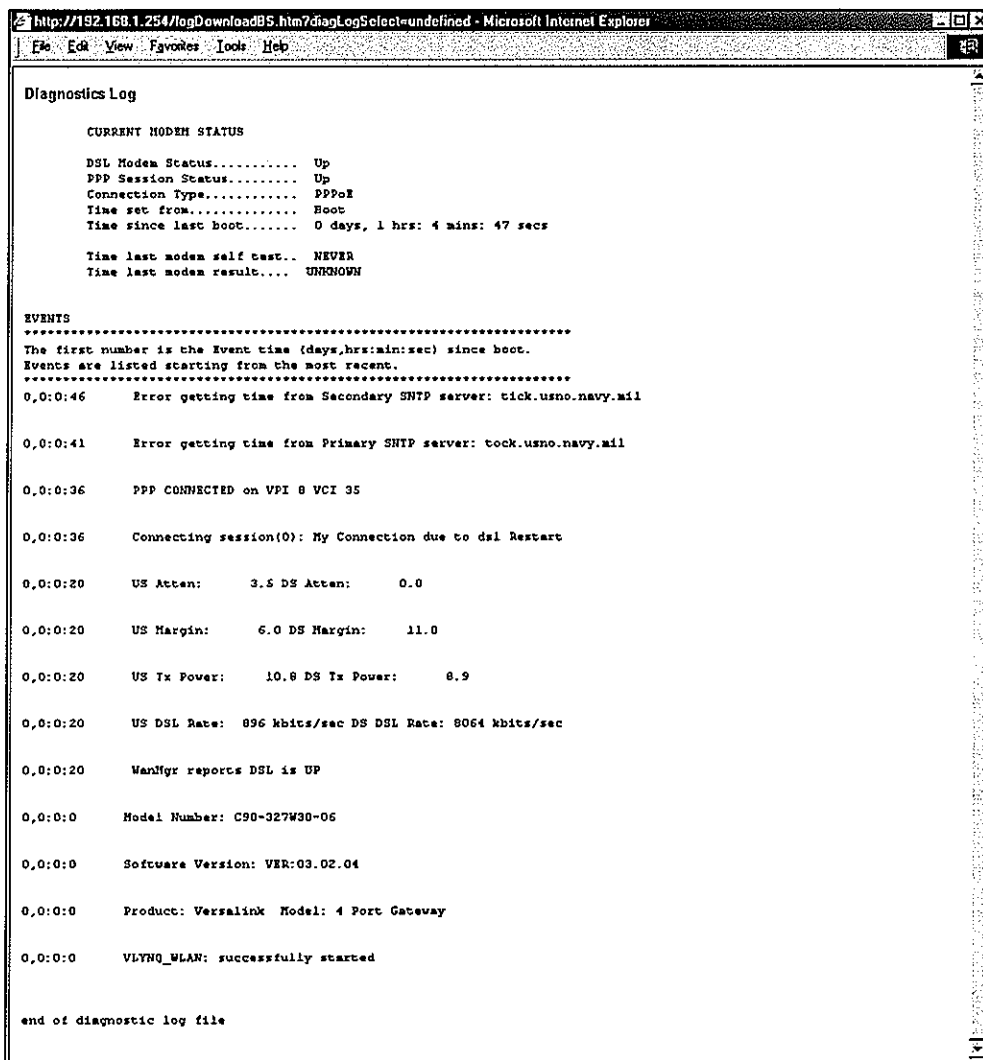 http://192.168.1.254/logDownloadBS.htm?diagLogSelect=undefined - Microsoft Internet Explorer
File Edit View Favorites Tools Help
Diagnostics Log
CURRENT MODEM STATUS
DSL Modem Status........... Up
PPP Session Status......... Up
Connection Type............ PPPoE
Time set from.............. Boot
Time since last boot....... 0 days, 1 hrs: 4 mins: 47 secs
Time last modem self test.. NEVER
Time last modem result.... UNKNOWN
EVENTS
**********************************************************************
The first number is the Event time (days,hrs:min:sec) since boot.
Events are listed starting from the most recent.
**********************************************************************
0,0:0:46 Error getting time from Secondary SNTP server: tick.usno.navy.mil
0,0:0:41 Error getting time from Primary SNTP server: tock.usno.navy.mil
0,0:0:36 PPP CONNECTED on VPI 8 VCI 35
0,0:0:36 Connecting session(0): My Connection due to dsl Restart
0,0:0:20 US Atten: 3.5 DS Atten: 0.0
0,0:0:20 US Margin: 6.0 DS Margin: 11.0
0,0:0:20 US Tx Power: 10.8 DS Tx Power: 8.9
0,0:0:20 US DSL Rate: 896 kbits/sec DS DSL Rate: 8064 kbits/sec
0,0:0:20 WanMgr reports DSL is UP
0,0:0:0 Model Number: C90-327W30-06
0,0:0:0 Software Version: VER:03.02.04
0,0:0:0 Product: Versalink Model: 4 Port Gateway
0,0:0:0 VLYNQ_WLAN: successfully started
end of diagnostic log file